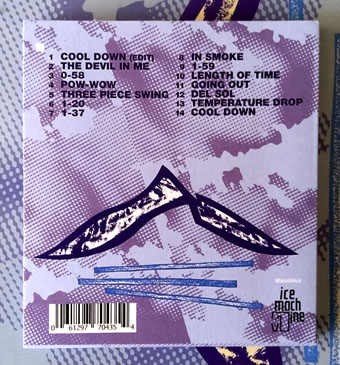 1 COOL DOWN (EDIT)
2 THE DEVIL IN ME
3 0-58
4 POW-WOW
5 THREE PIECE SWING
6 1-20
7 1-37
8 IN SMOKE
9 1-59
10 LENGTH OF TIME
11 GOING OUT
12 DEL SOL
13 TEMPERATURE DROP
14 COOL DOWN
ice
mach
ine
0 61297 70435 4